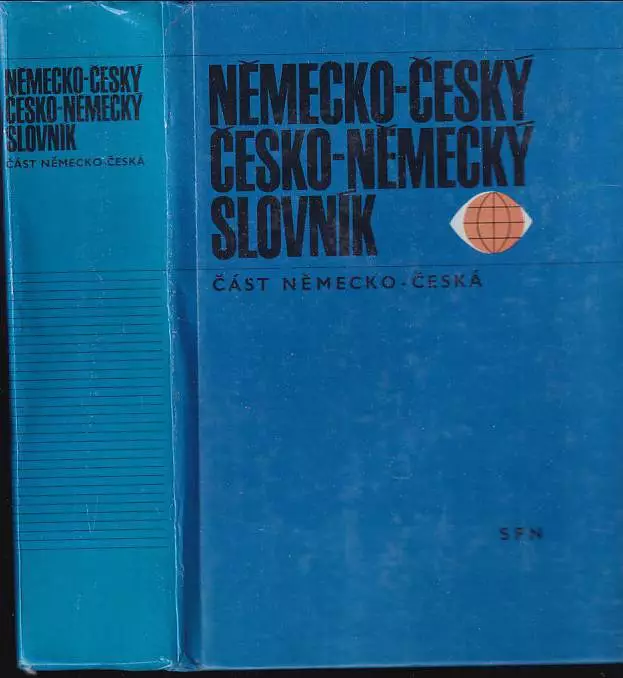 NĚMECKO-ČESKÝ
ČESKO-NĚMECKÝ
SLOVNÍK
ČÁST NĚMECKO-ČESKÁ
NĚMECKO-ČESKÝ
ČESKO-NĚMECKÝ
SLOVNÍK
ČÁST NĚMECKO-ČESKÁ
SPN